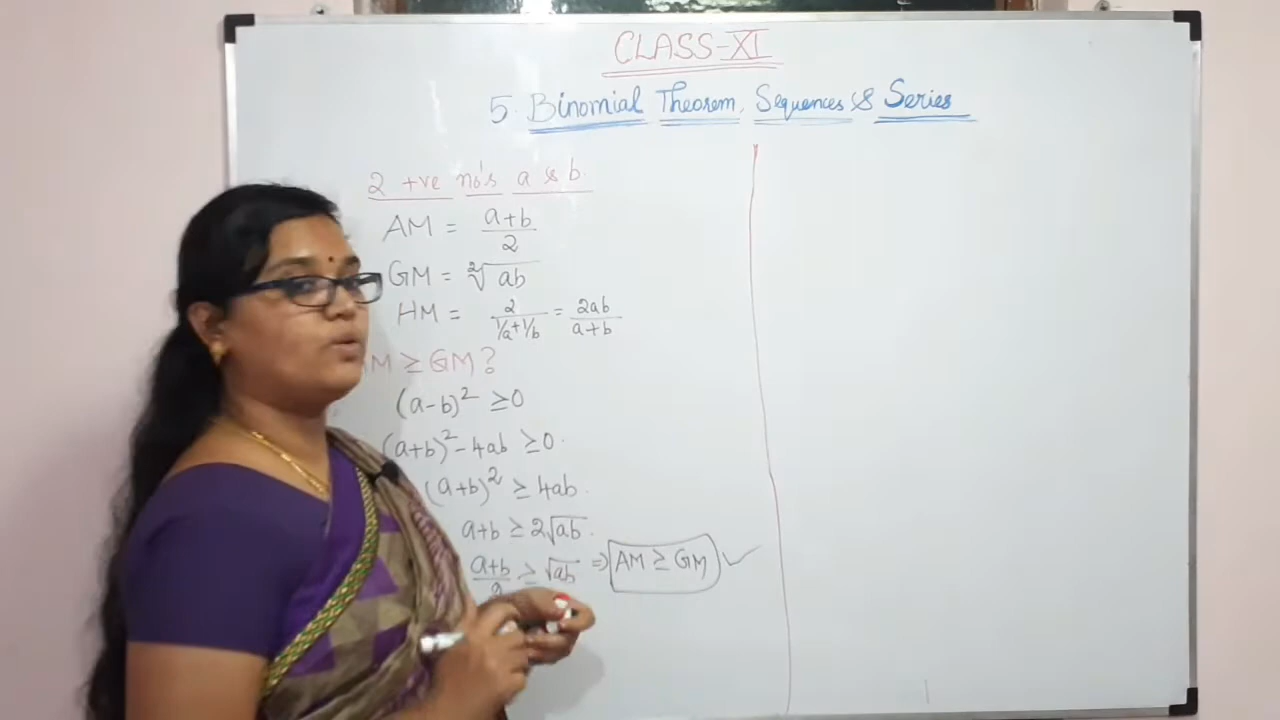 CLASS-XI
5. Binomial Theorem, Sequences & Series
2 +ve no's a & b.
AM = a+b/2
GM = ²√ab
HM = 2/(1/a+1/b) = 2ab/a+b
M ≥ GM?
(a-b)² ≥0
(a+b)² - 4ab ≥0.
(a+b)² ≥ 4ab.
a+b ≥ 2√ab.
a+b/2 ≥ √ab ⇒ AM ≥ GM ✓